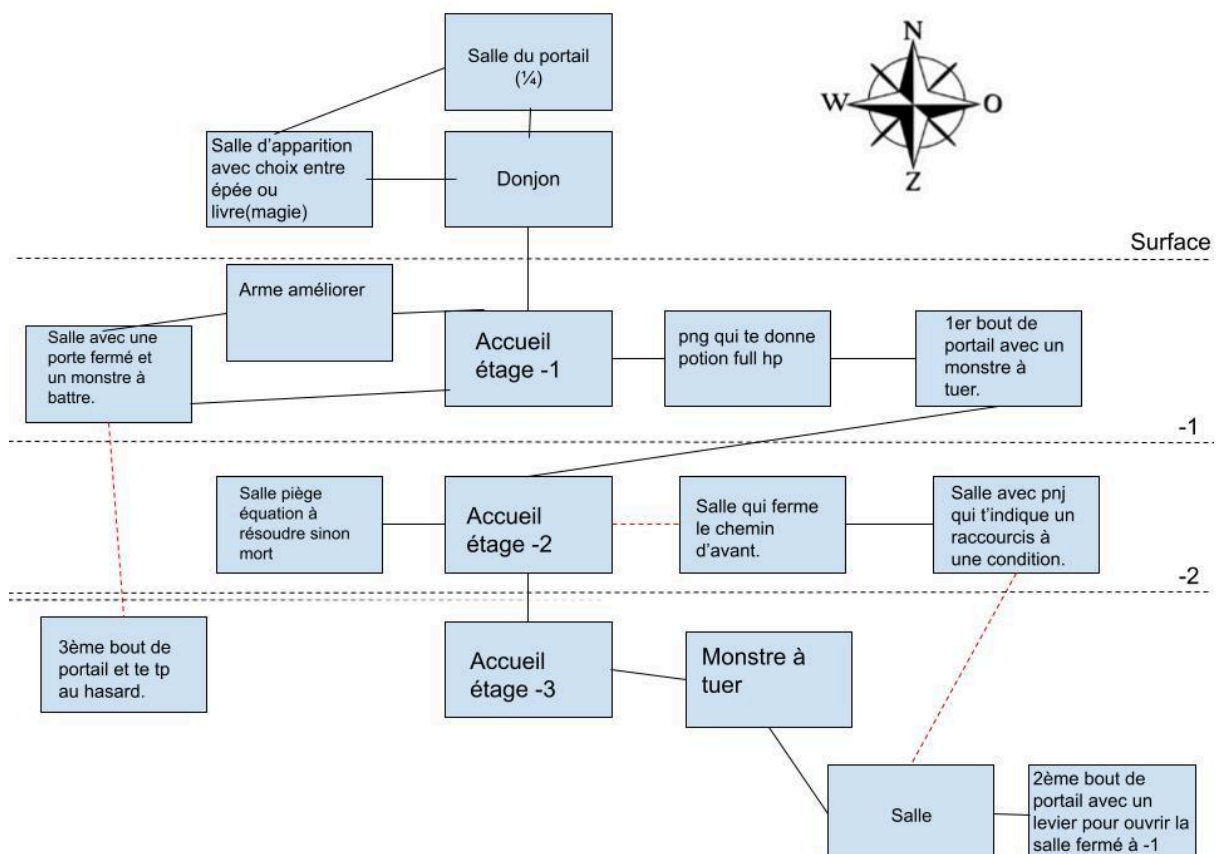 Salle du portail
(¼)
N
W
O
Z
Salle d'apparition
avec choix entre
épée ou
livre(magie)
Donjon
Surface
Arme améliorer
Salle avec une
porte fermé et
un monstre à
battre.
Accueil
étage -1
png qui te donne
potion full hp
1er bout de
portail avec un
monstre à
tuer.
-1
Salle piège
équation à
résoudre sinon
mort
Accueil
étage -2
Salle qui ferme
le chemin
d'avant.
Salle avec pnj
qui t'indique un
raccourcis à
une condition.
-2
3ème bout de
portail et te tp
au hasard.
Accueil
étage -3
Monstre à
tuer
Salle
2ème bout de
portail avec un
levier pour ouvrir la
salle fermé à -1